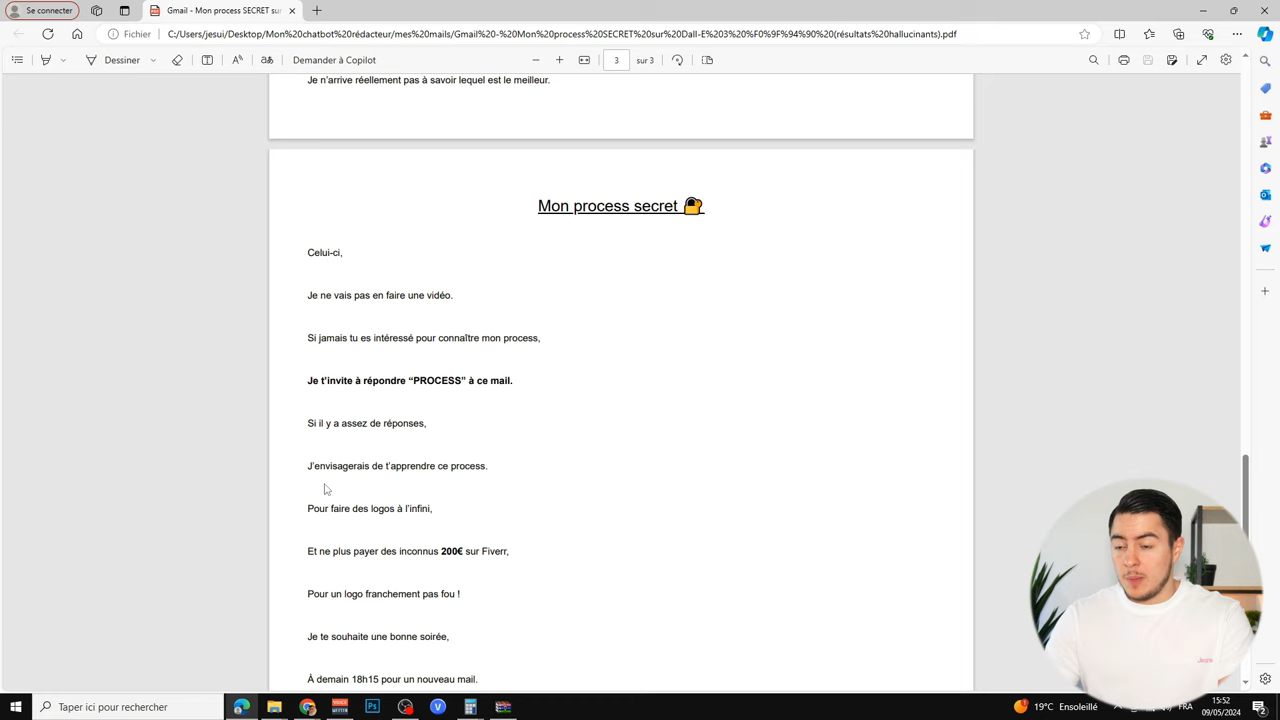 Se connecter
Gmail - Mon process SECRET sur
Fichier
C:/Users/jesui/Desktop/Mon%20chatbot%20rédacteur/mes%20mails/Gmail%20-%20Mon%20process%20SECRET%20sur%20Dall-E%203%20%F0%9F%94%90%20(résultats%20hallucinants).pdf
Dessiner
Demander à Copilot
3
sur 3
Je n’arrive réellement pas à savoir lequel est le meilleur.
Mon process secret 🔐
Celui-ci,
Je ne vais pas en faire une vidéo.
Si jamais tu es intéressé pour connaître mon process,
Je t’invite à répondre “PROCESS” à ce mail.
Si il y a assez de réponses,
J’envisagerais de t’apprendre ce process.
Pour faire des logos à l’infini,
Et ne plus payer des inconnus 200€ sur Fiverr,
Pour un logo franchement pas fou !
Je te souhaite une bonne soirée,
À demain 18h15 pour un nouveau mail.
Taper ici pour rechercher
19°C Ensoleillé
FRA
15:52
09/05/2024
2